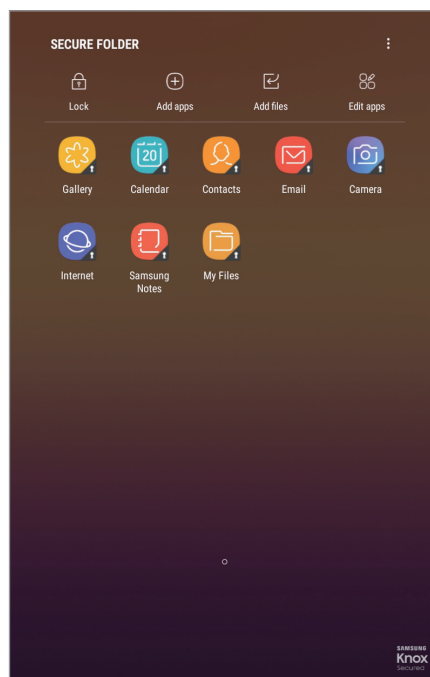 SECURE FOLDER
Lock
Add apps
Add files
Edit apps
20
Gallery
Calendar
Contacts
Email
Camera
Internet
Samsung
Notes
My Files
SAMSUNG
Knox
Secured